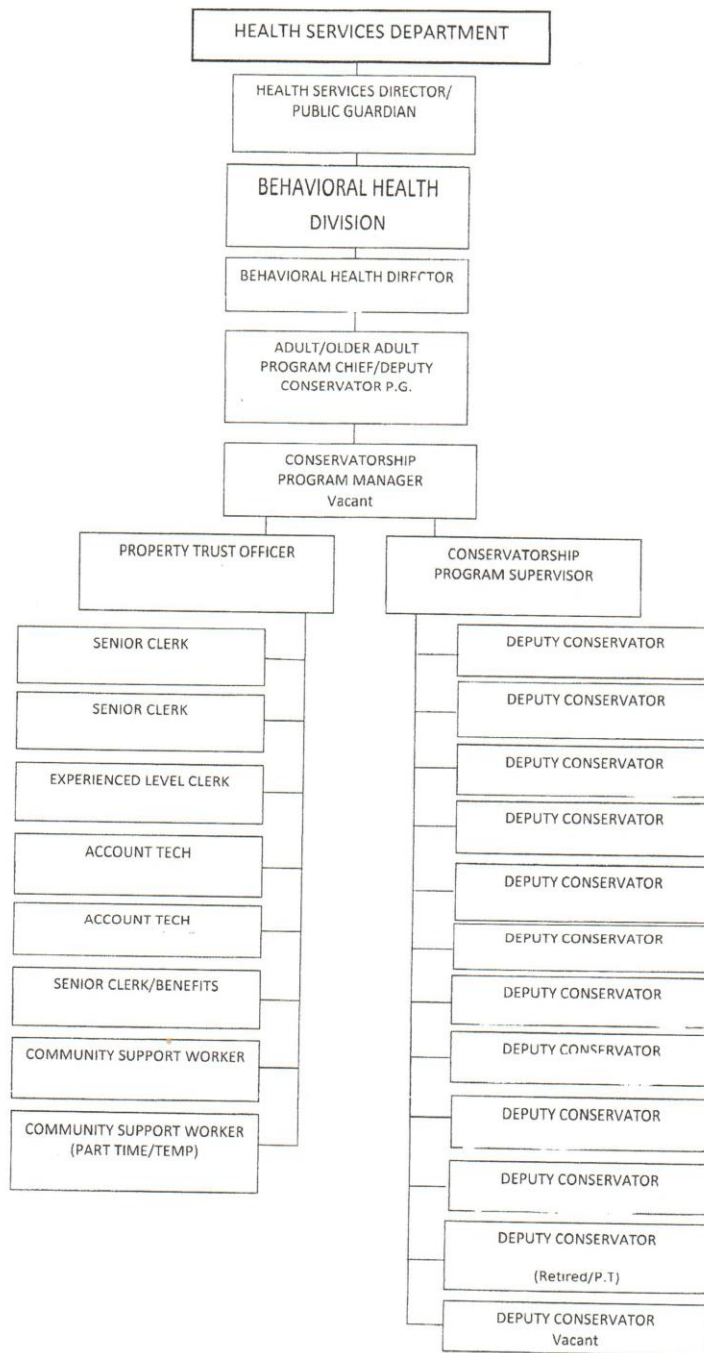 HEALTH SERVICES DEPARTMENT
HEALTH SERVICES DIRECTOR/
PUBLIC GUARDIAN
BEHAVIORAL HEALTH
DIVISION
BEHAVIORAL HEALTH DIRECTOR
ADULT/OLDER ADULT
PROGRAM CHIEF/DEPUTY
CONSERVATOR P.G.
CONSERVATORSHIP
PROGRAM MANAGER
Vacant
PROPERTY TRUST OFFICER
SENIOR CLERK
SENIOR CLERK
EXPERIENCED LEVEL CLERK
ACCOUNT TECH
ACCOUNT TECH
SENIOR CLERK/BENEFITS
COMMUNITY SUPPORT WORKER
COMMUNITY SUPPORT WORKER
(PART TIME/TEMP)
CONSERVATORSHIP
PROGRAM SUPERVISOR
DEPUTY CONSERVATOR
DEPUTY CONSERVATOR
DEPUTY CONSERVATOR
DEPUTY CONSERVATOR
DEPUTY CONSERVATOR
DEPUTY CONSERVATOR
DEPUTY CONSERVATOR
DEPUTY CONSERVATOR
DEPUTY CONSERVATOR
DEPUTY CONSERVATOR
DEPUTY CONSERVATOR
(Retired/P.T)
DEPUTY CONSERVATOR
Vacant